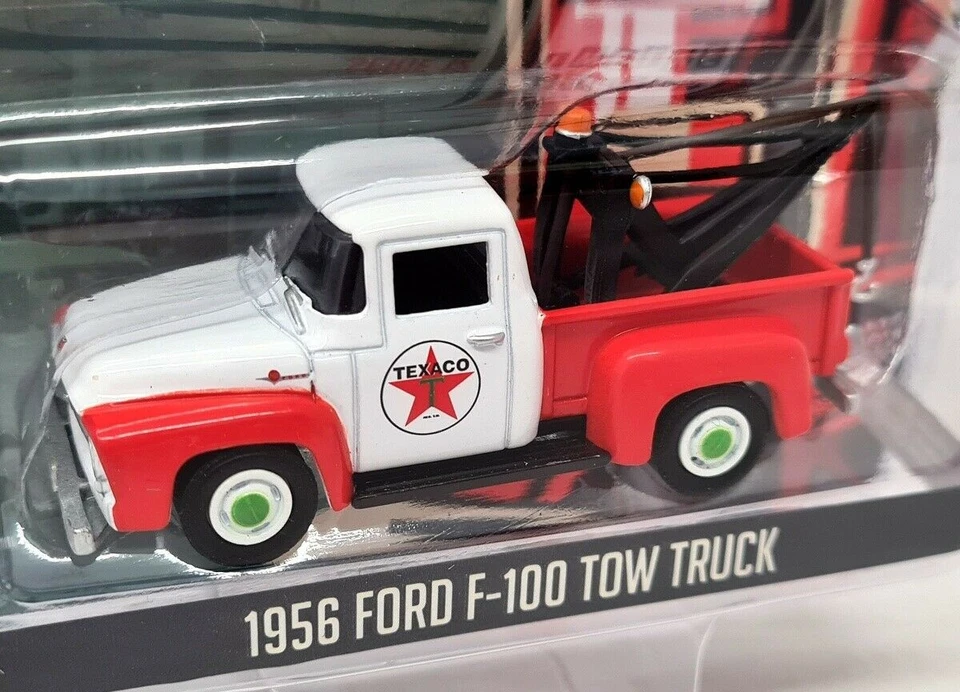 TEXACO
T
1956 FORD F-100 TOW TRUCK